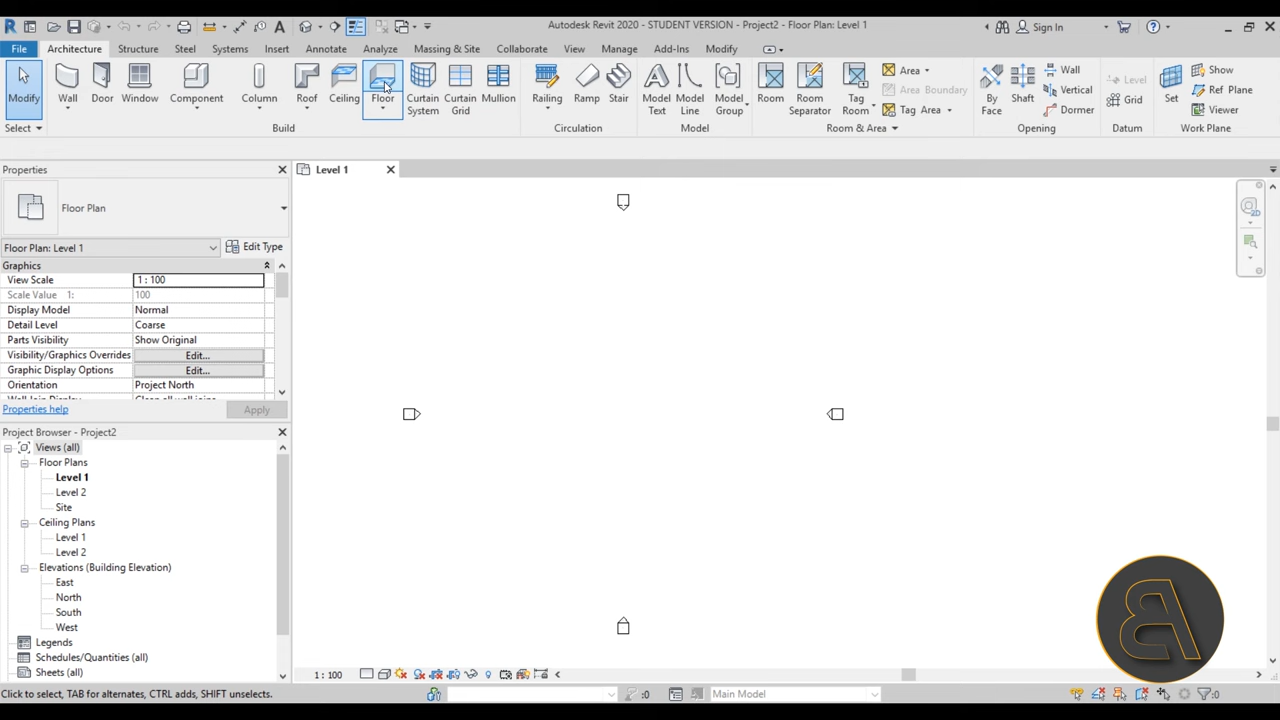 Autodesk Revit 2020 - STUDENT VERSION - Project2 - Floor Plan: Level 1
Sign In
File Architecture Structure Steel Systems Insert Annotate Analyze Massing & Site Collaborate View Manage Add-Ins Modify
Modify Wall Door Window Component Column Roof Ceiling Floor Curtain System Curtain Grid Mullion Railing Ramp Stair Model Text Model Line Model Group Room Room Separator Tag Room Area Area Boundary Tag Area By Face Shaft Wall Vertical Dormer Level Grid Set Show Ref Plane Viewer
Select Build Circulation Model Room & Area Opening Datum Work Plane
Properties
Level 1
Floor Plan
Floor Plan: Level 1 Edit Type
Graphics
View Scale 1 : 100
Scale Value 1: 100
Display Model Normal
Detail Level Coarse
Parts Visibility Show Original
Visibility/Graphics Overrides Edit...
Graphic Display Options Edit...
Orientation Project North
Properties help Apply
Project Browser - Project2
Views (all)
Floor Plans
Level 1
Level 2
Site
Ceiling Plans
Level 1
Level 2
Elevations (Building Elevation)
East
North
South
West
Legends
Schedules/Quantities (all)
Sheets (all)
1 : 100
Click to select, TAB for alternates, CTRL adds, SHIFT unselects.
:0
Main Model
:0
2D